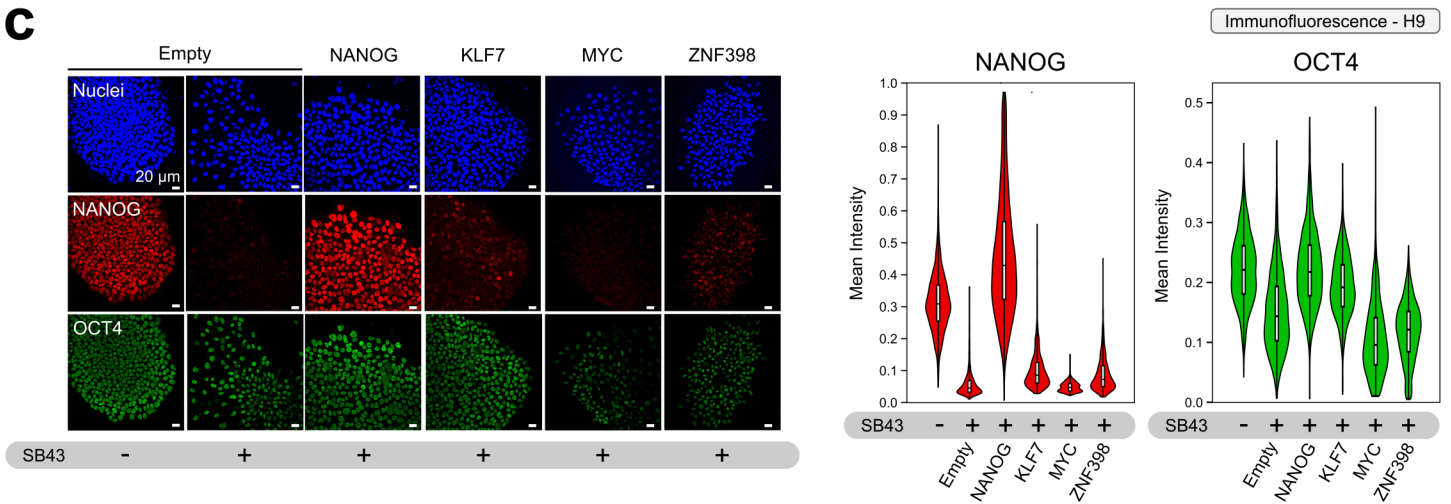 C
Immunofluorescence - H9
Empty NANOG KLF7 MYC ZNF398
Nuclei
20 µm
NANOG
OCT4
SB43 - + + + + +
NANOG
Mean Intensity
1.0
0.9
0.8
0.7
0.6
0.5
0.4
0.3
0.2
0.1
0.0
SB43 - + + + + +
Empty NANOG KLF7 MYC ZNF398
OCT4
Mean Intensity
0.5
0.4
0.3
0.2
0.1
0.0
SB43 - + + + + +
Empty NANOG KLF7 MYC ZNF398